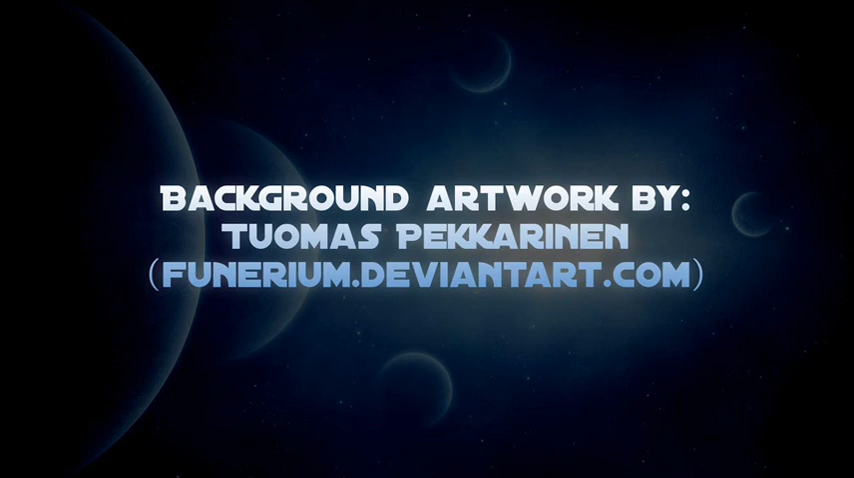 Background artwork by:
Tuomas Pekkarinen
(funerium.deviantart.com)